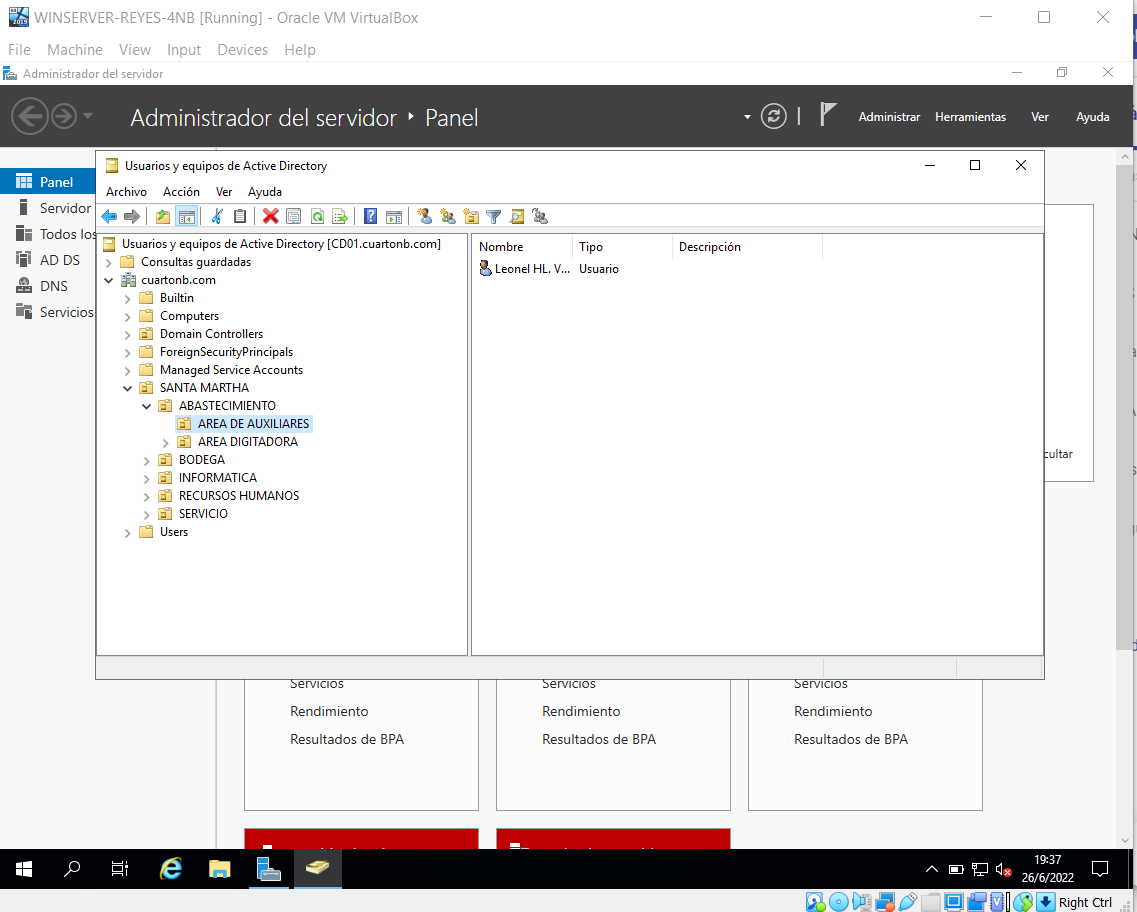 WINSERVER-REYES-4NB [Running] - Oracle VM VirtualBox
File Machine View Input Devices Help
Administrador del servidor
Administrador del servidor ‣ Panel
Administrar Herramientas Ver Ayuda
Usuarios y equipos de Active Directory
Archivo Acción Ver Ayuda
Panel
Servidor
Todos los
AD DS
DNS
Servicios
Usuarios y equipos de Active Directory [CD01.cuartonb.com]
Consultas guardadas
cuartonb.com
Builtin
Computers
Domain Controllers
ForeignSecurityPrincipals
Managed Service Accounts
SANTA MARTHA
ABASTECIMIENTO
AREA DE AUXILIARES
AREA DIGITADORA
BODEGA
INFORMATICA
RECURSOS HUMANOS
SERVICIO
Users
Nombre Tipo Descripción
Leonel HL. V... Usuario
cultar
Servicios Servicios Servicios
Rendimiento Rendimiento Rendimiento
Resultados de BPA Resultados de BPA Resultados de BPA
19:37
26/6/2022
Right Ctrl